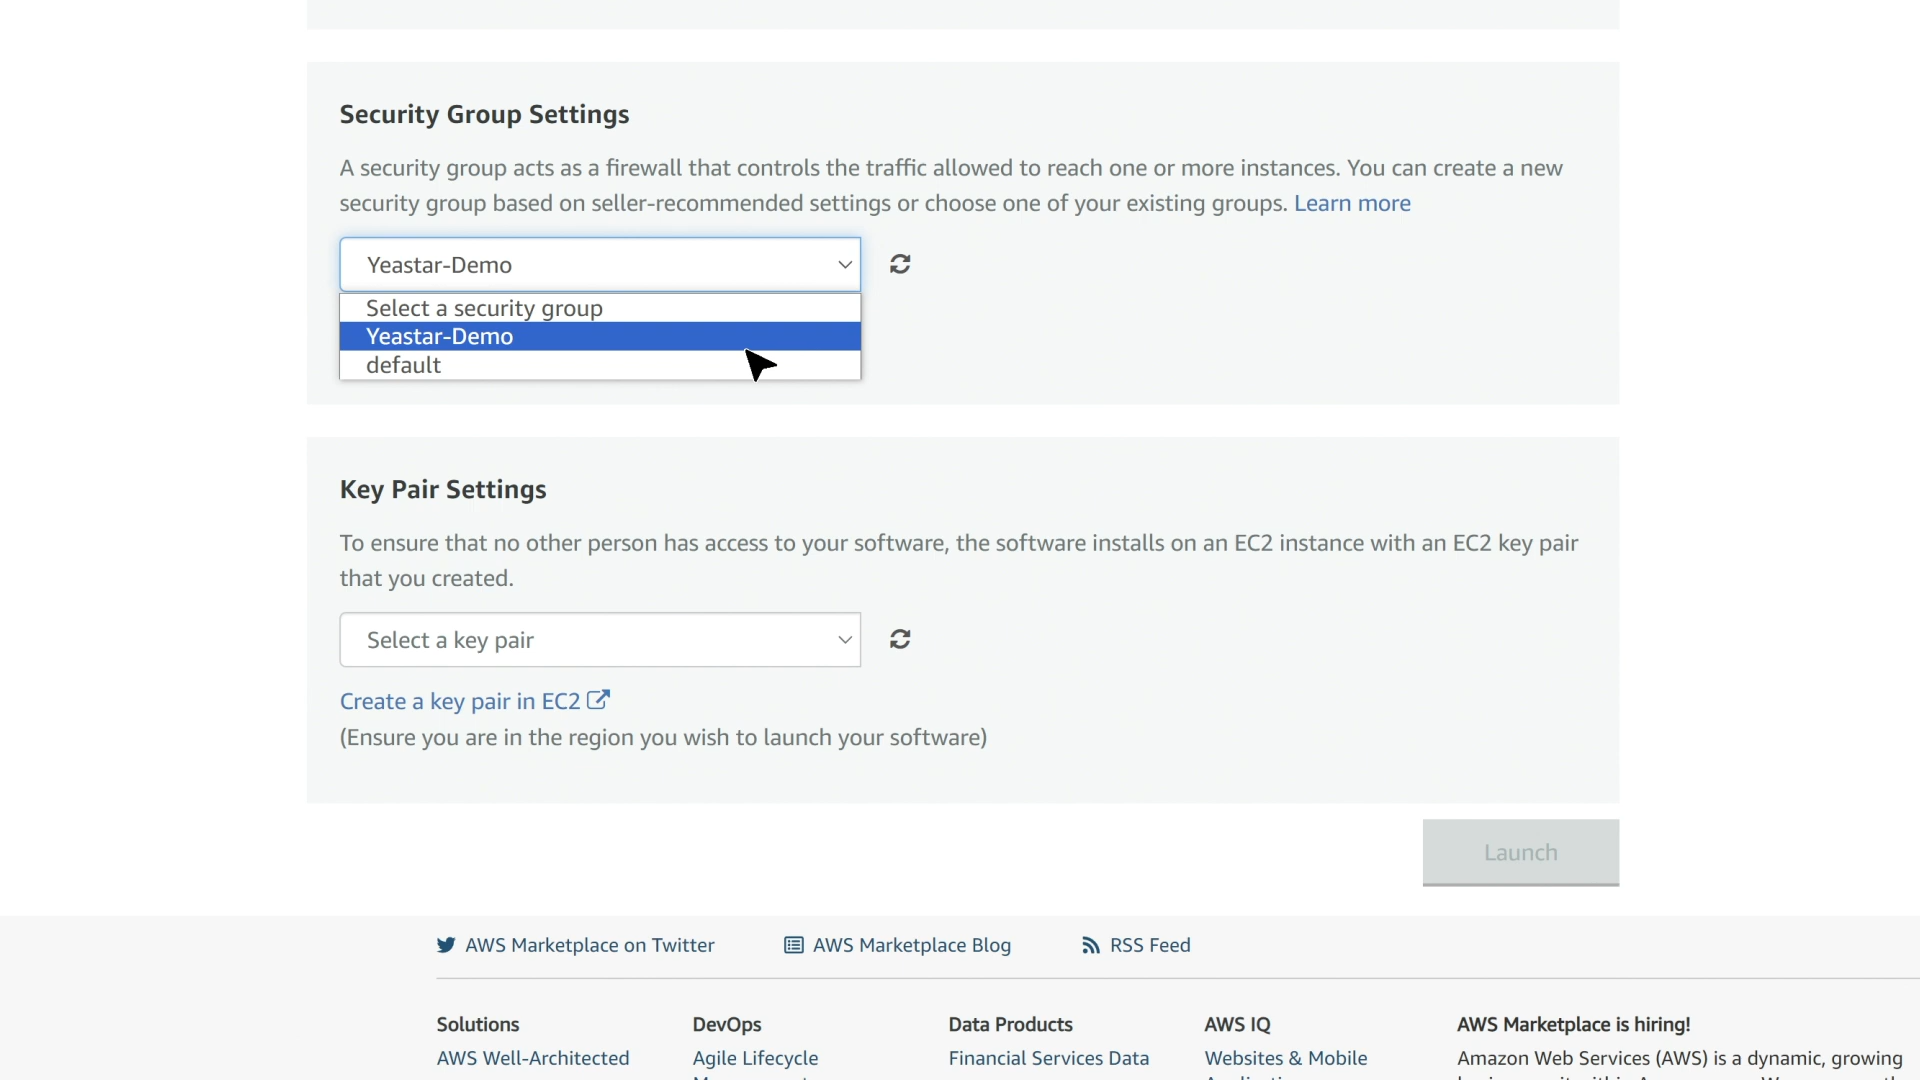 Security Group Settings
A security group acts as a firewall that controls the traffic allowed to reach one or more instances. You can create a new
security group based on seller-recommended settings or choose one of your existing groups. Learn more
Yeastar-Demo
Select a security group
Yeastar-Demo
default
Key Pair Settings
To ensure that no other person has access to your software, the software installs on an EC2 instance with an EC2 key pair
that you created.
Select a key pair
Create a key pair in EC2
(Ensure you are in the region you wish to launch your software)
Launch
AWS Marketplace on Twitter AWS Marketplace Blog RSS Feed
Solutions DevOps Data Products AWS IQ AWS Marketplace is hiring!
AWS Well-Architected Agile Lifecycle Financial Services Data Websites & Mobile Amazon Web Services (AWS) is a dynamic, growing